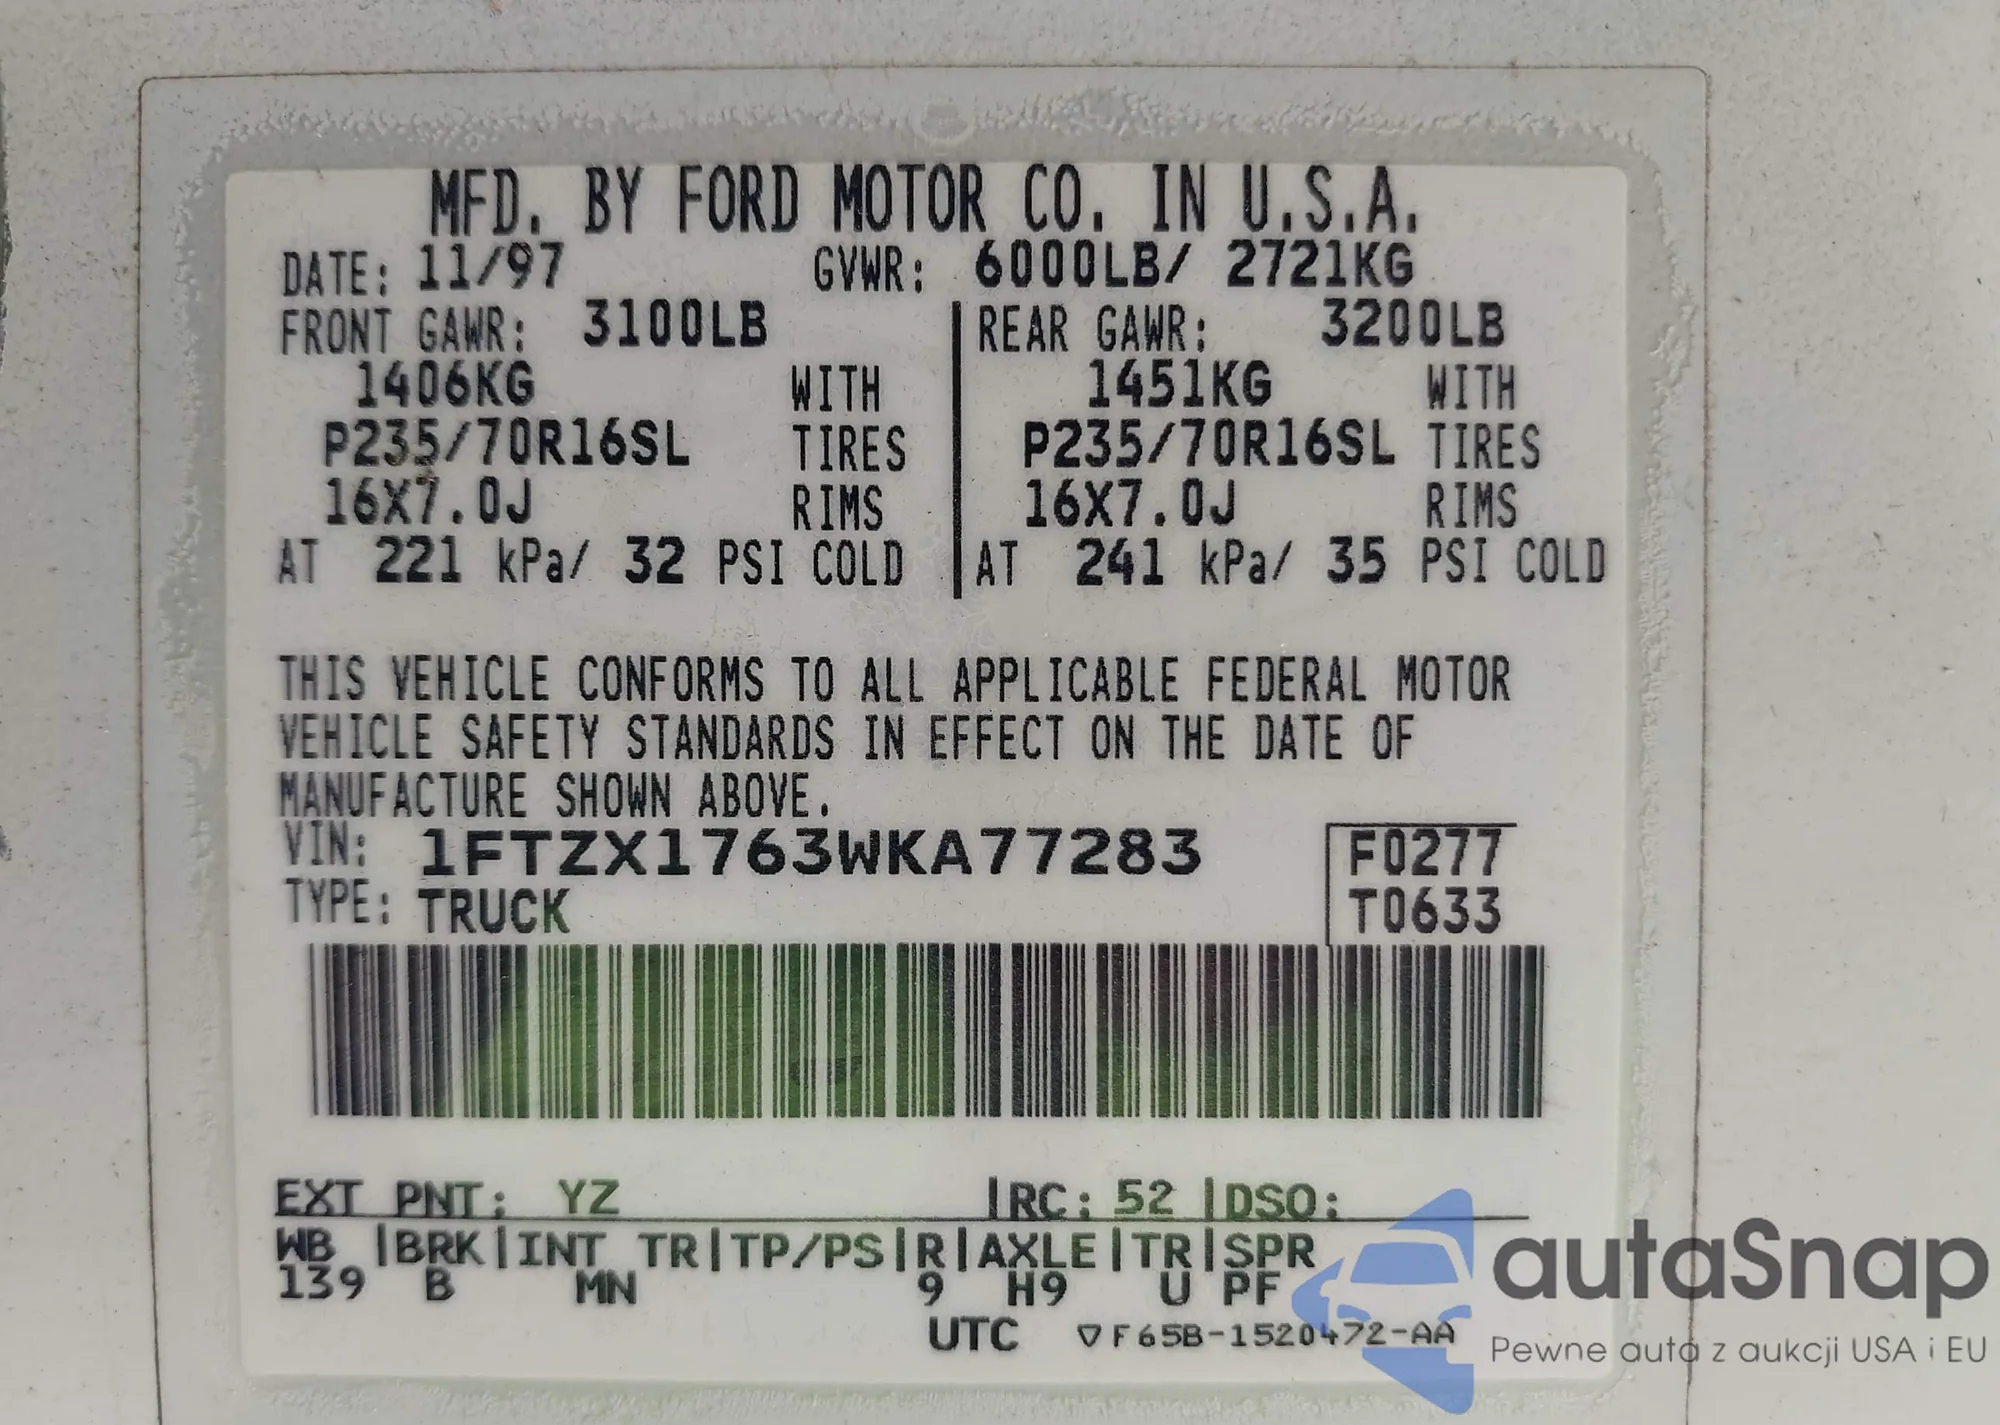 MFD. BY FORD MOTOR CO. IN U.S.A.
DATE: 11/97 GVWR: 6000LB/ 2721KG
FRONT GAWR: 3100LB REAR GAWR: 3200LB
1406KG WITH 1451KG WITH
P235/70R16SL TIRES P235/70R16SL TIRES
16X7.0J RIMS 16X7.0J RIMS
AT 221 kPa/ 32 PSI COLD AT 241 kPa/ 35 PSI COLD
THIS VEHICLE CONFORMS TO ALL APPLICABLE FEDERAL MOTOR
VEHICLE SAFETY STANDARDS IN EFFECT ON THE DATE OF
MANUFACTURE SHOWN ABOVE.
VIN: 1FTZX1763WKA77283 F0277
TYPE: TRUCK T0633
EXT PNT: YZ |RC: 52 |DSO:
WB |BRK|INT TR|TP/PS|R|AXLE|TR|SPR
139 B MN 9 H9 U PF
UTC ▽F65B-1520472-AA
autaSnap
Pewne auta z aukcji USA i EU